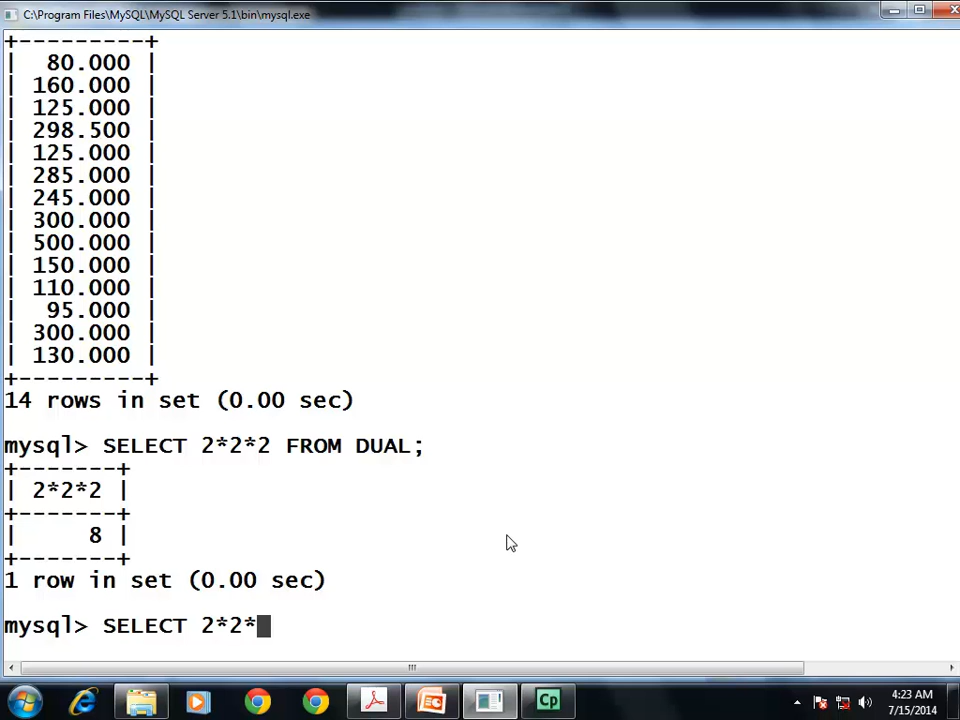 C:\Program Files\MySQL\MySQL Server 5.1\bin\mysql.exe
+---------+
|  80.000 |
| 160.000 |
| 125.000 |
| 298.500 |
| 125.000 |
| 285.000 |
| 245.000 |
| 300.000 |
| 500.000 |
| 150.000 |
| 110.000 |
|  95.000 |
| 300.000 |
| 130.000 |
+---------+
14 rows in set (0.00 sec)
mysql> SELECT 2*2*2 FROM DUAL;
+-------+
| 2*2*2 |
+-------+
|     8 |
+-------+
1 row in set (0.00 sec)
mysql> SELECT 2*2*
Cp
4:23 AM
7/15/2014